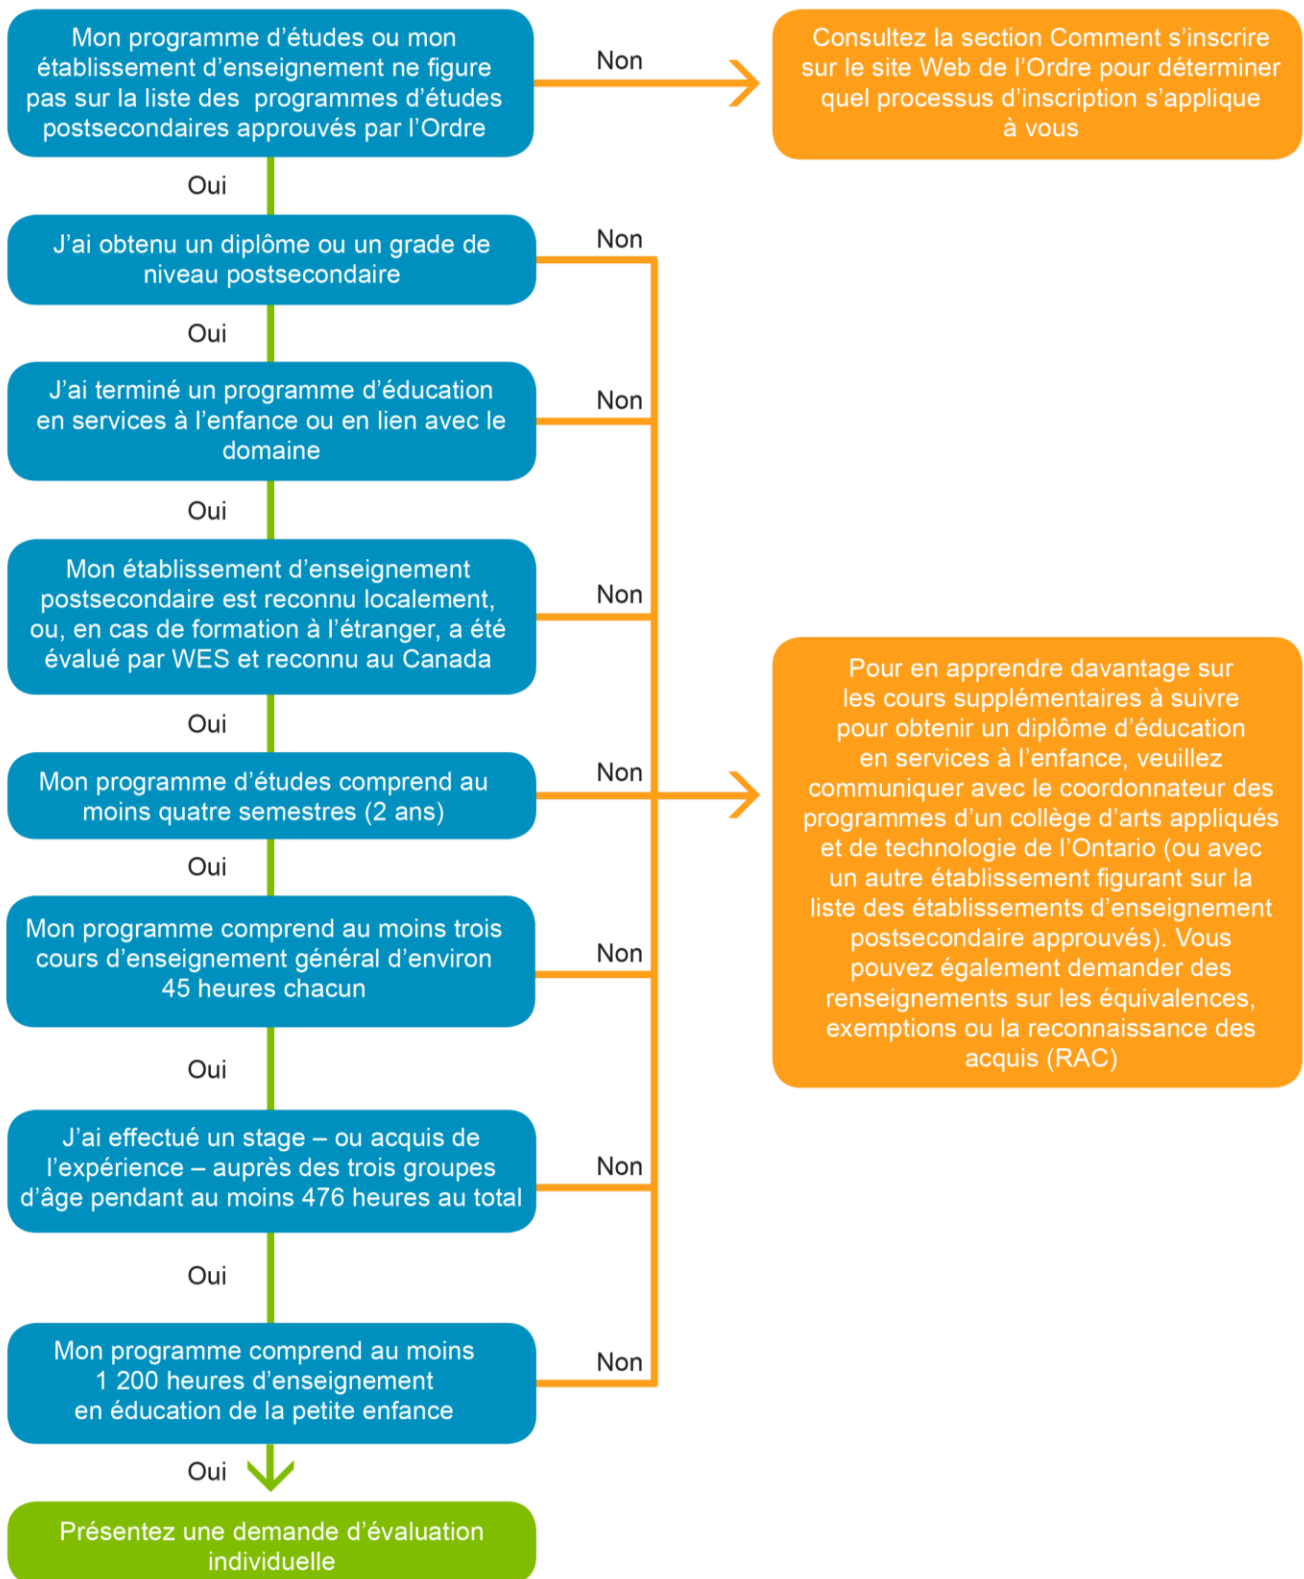 Mon programme d'études ou mon
établissement d'enseignement ne figure
pas sur la liste des programmes d'études
postsecondaires approuvés par l'Ordre
Non
Consultez la section Comment s'inscrire
sur le site Web de l'Ordre pour déterminer
quel processus d'inscription s'applique
à vous
Oui
J'ai obtenu un diplôme ou un grade de
niveau postsecondaire
Non
Oui
J'ai terminé un programme d'éducation
en services à l'enfance ou en lien avec le
domaine
Non
Oui
Mon établissement d'enseignement
postsecondaire est reconnu localement,
ou, en cas de formation à l'étranger, a été
évalué par WES et reconnu au Canada
Non
Oui
Mon programme d'études comprend au
moins quatre semestres (2 ans)
Non
Pour en apprendre davantage sur
les cours supplémentaires à suivre
pour obtenir un diplôme d'éducation
en services à l'enfance, veuillez
communiquer avec le coordonnateur des
programmes d'un collège d'arts appliqués
et de technologie de l'Ontario (ou avec
un autre établissement figurant sur la
liste des établissements d'enseignement
postsecondaire approuvés). Vous
pouvez également demander des
renseignements sur les équivalences,
exemptions ou la reconnaissance des
acquis (RAC)
Oui
Mon programme comprend au moins trois
cours d'enseignement général d'environ
45 heures chacun
Non
Oui
J'ai effectué un stage – ou acquis de
l'expérience – auprès des trois groupes
d'âge pendant au moins 476 heures au total
Non
Oui
Mon programme comprend au moins
1 200 heures d'enseignement
en éducation de la petite enfance
Non
Oui
Présentez une demande d'évaluation
individuelle